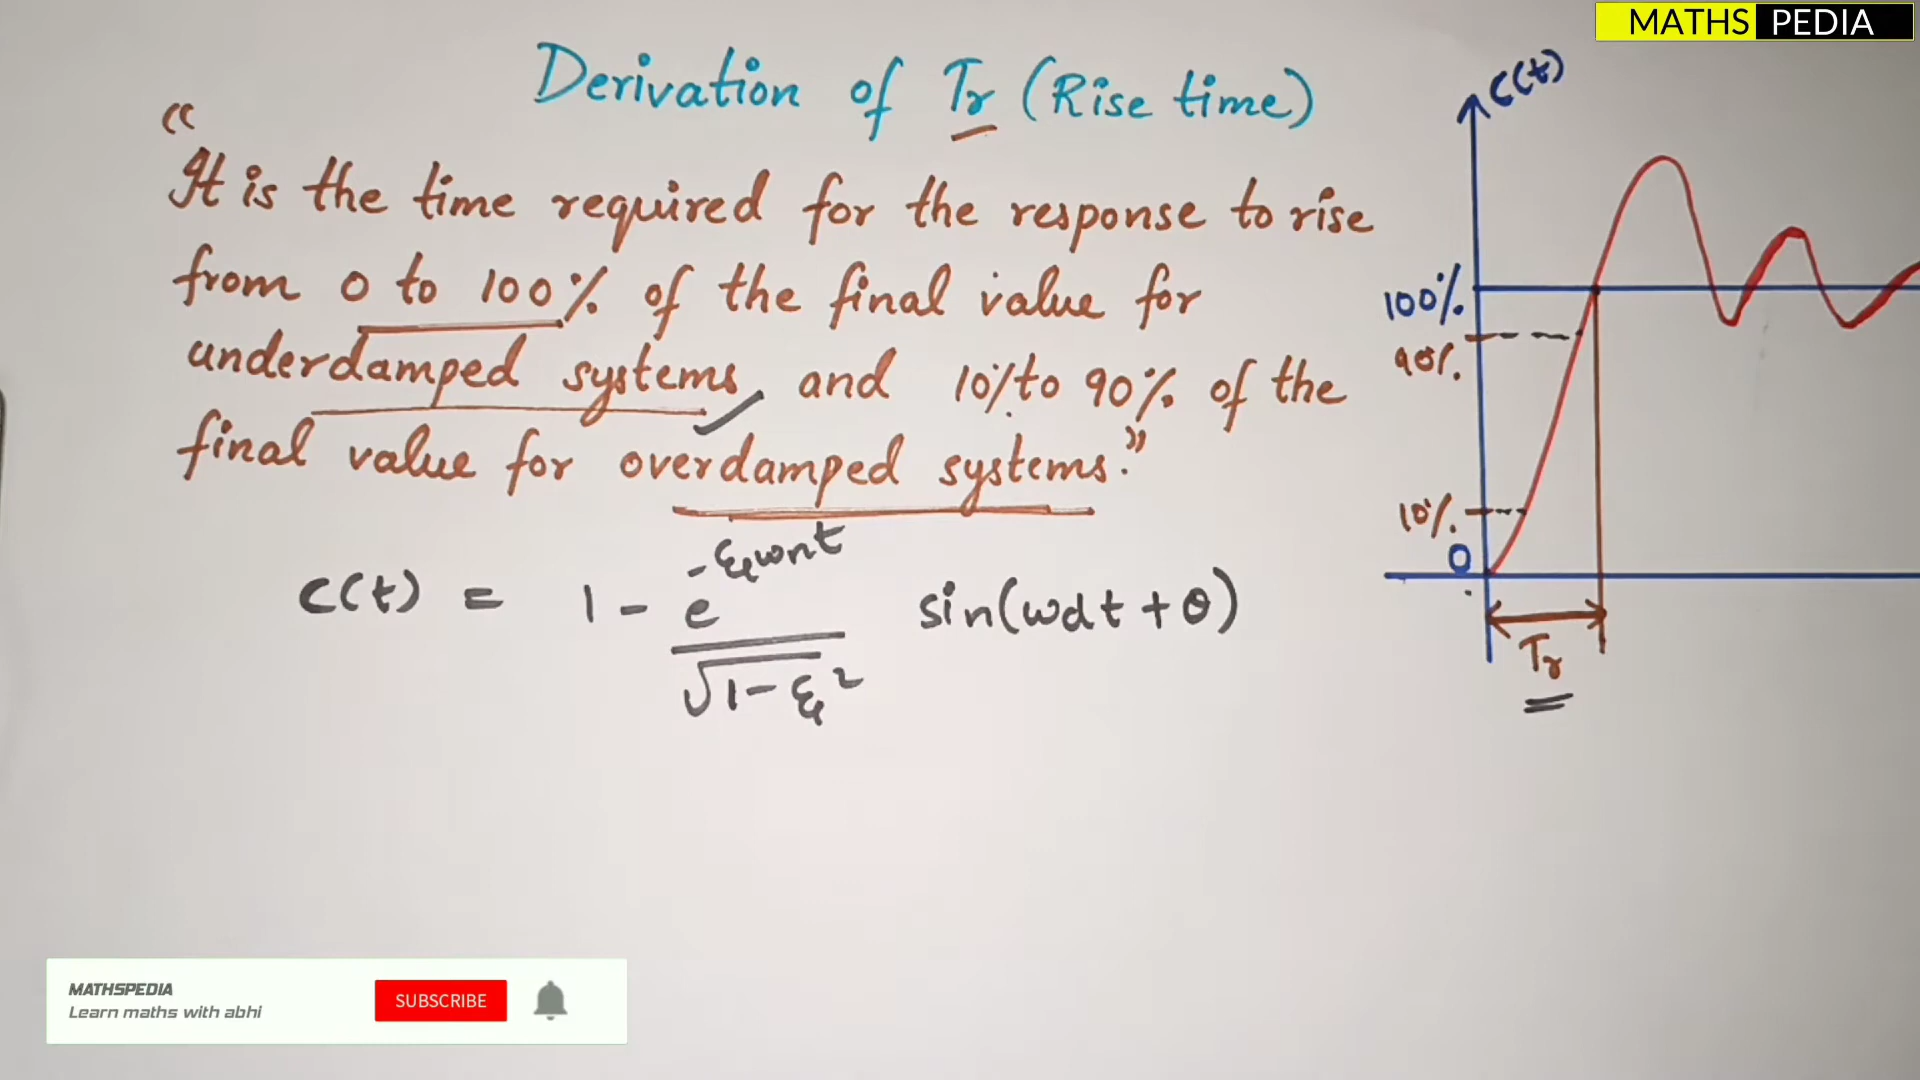 MATHS PEDIA
Derivation of Tr (Rise time)
“It is the time required for the response to rise
from 0 to 100% of the final value for
underdamped systems, and 10% to 90% of the
final value for overdamped systems.”
c(t) = 1 - e^(-ξωnt) / √(1-ξ²) sin(ωdt + θ)
C(t)
100%
90%
10%
0
Tr
MATHSPEDIA
Learn maths with abhi
SUBSCRIBE